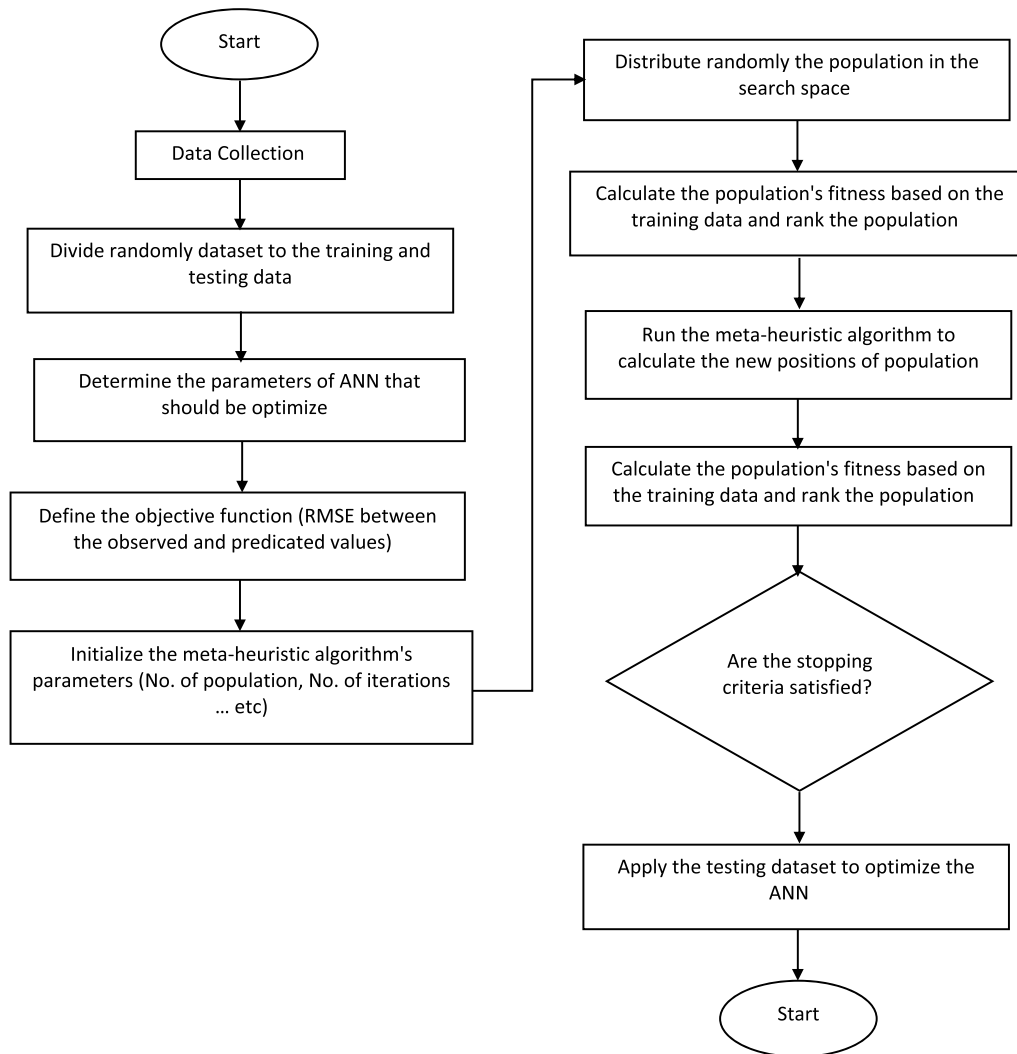 Start
Data Collection
Divide randomly dataset to the training and
testing data
Determine the parameters of ANN that
should be optimize
Define the objective function (RMSE between
the observed and predicated values)
Initialize the meta-heuristic algorithm's
parameters (No. of population, No. of iterations
... etc)
Distribute randomly the population in the
search space
Calculate the population's fitness based on the
training data and rank the population
Run the meta-heuristic algorithm to
calculate the new positions of population
Calculate the population's fitness based on
the training data and rank the population
Are the stopping
criteria satisfied?
Apply the testing dataset to optimize the
ANN
Start